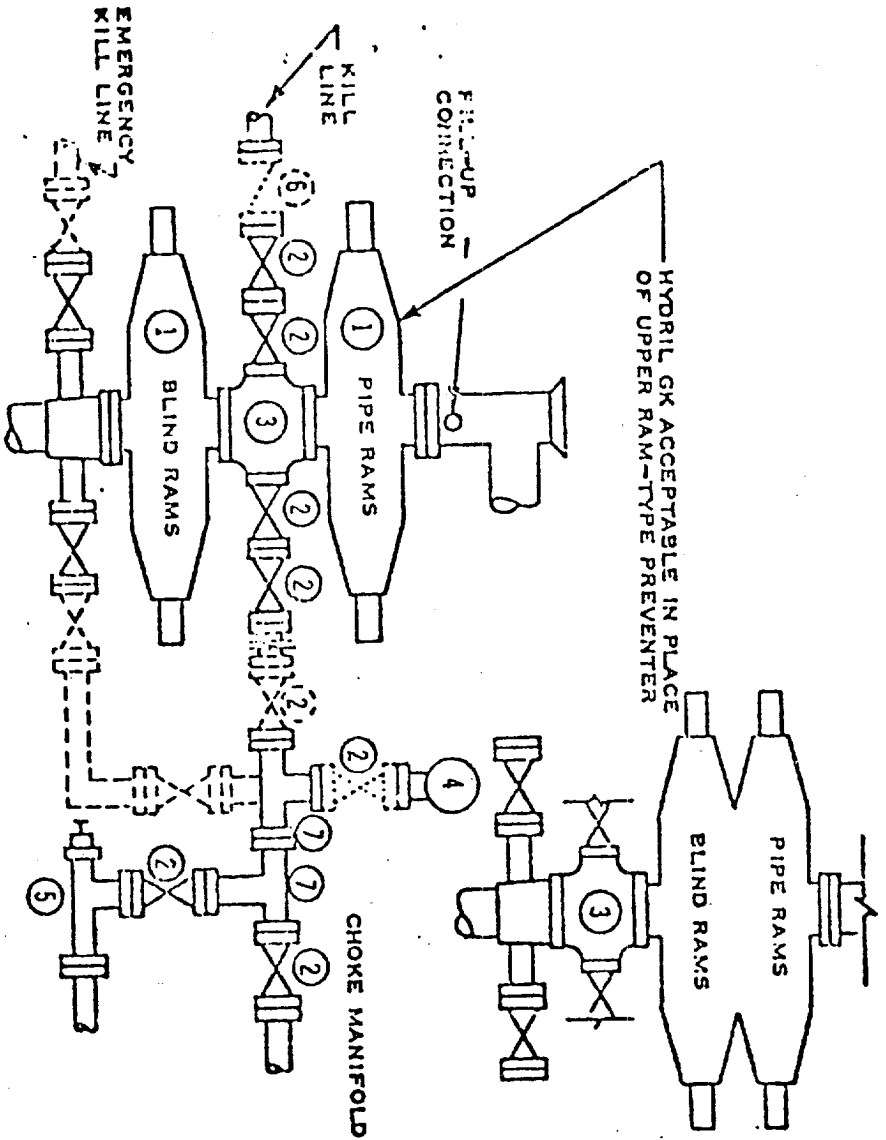 HYDRIL GK ACCEPTABLE IN PLACE
OF UPPER RAM-TYPE PREVENTER
FILL-UP
CONNECTION
KILL
LINE
EMERGENCY
KILL LINE
6
2
2
1
PIPE RAMS
3
1
BLIND RAMS
2
2
2
2
4
7
7
2
2
5
CHOKE MANIFOLD
PIPE RAMS
BLIND RAMS
3